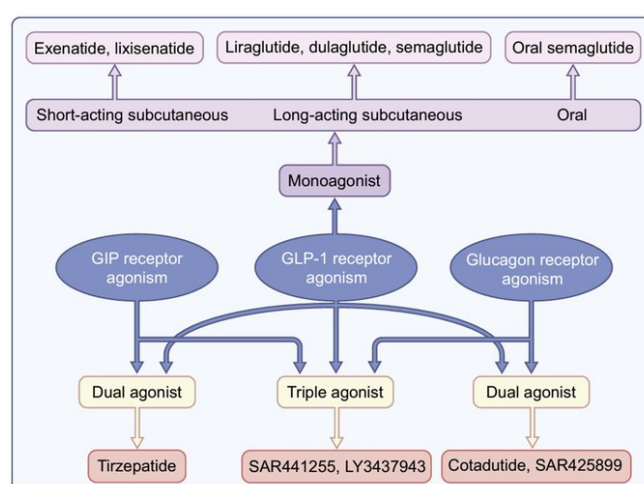 Exenatide, lixisenatide
Liraglutide, dulaglutide, semaglutide
Oral semaglutide
Short-acting subcutaneous
Long-acting subcutaneous
Oral
Monoagonist
GIP receptor
agonism
GLP-1 receptor
agonism
Glucagon receptor
agonism
Dual agonist
Triple agonist
Dual agonist
Tirzepatide
SAR441255, LY3437943
Cotadutide, SAR425899